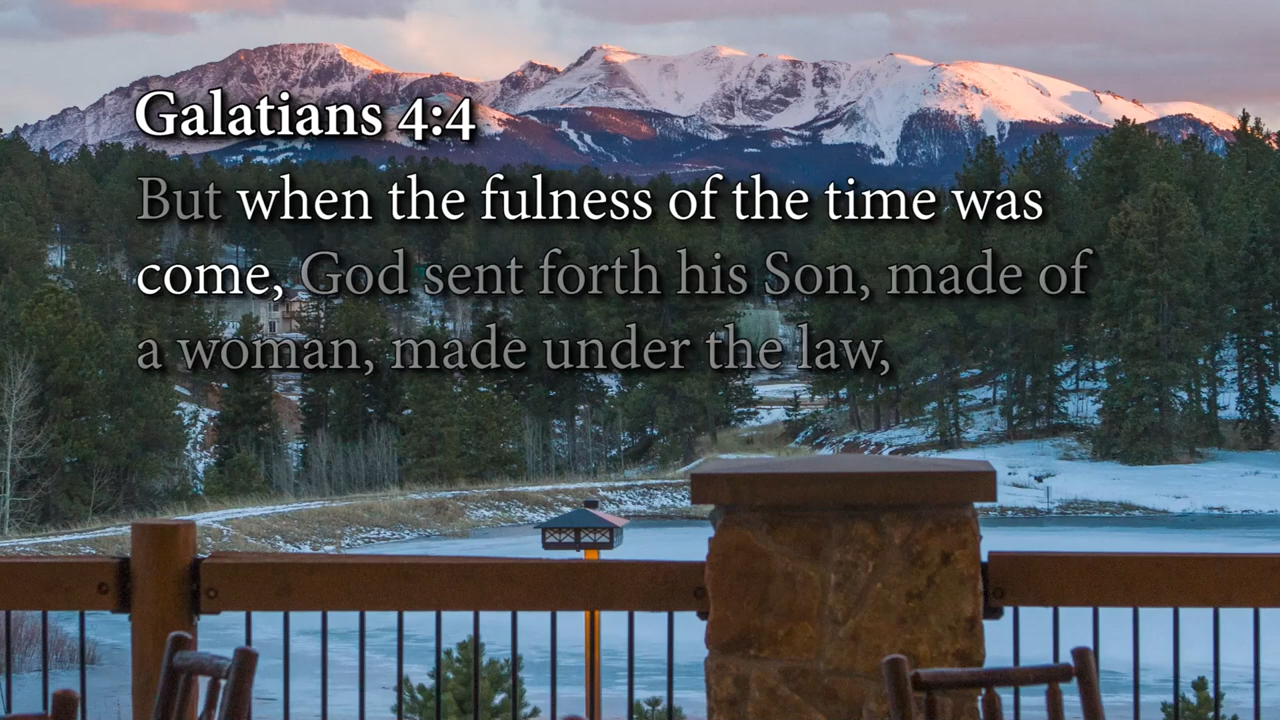 Galatians 4:4
But when the fulness of the time was
come, God sent forth his Son, made of
a woman, made under the law,